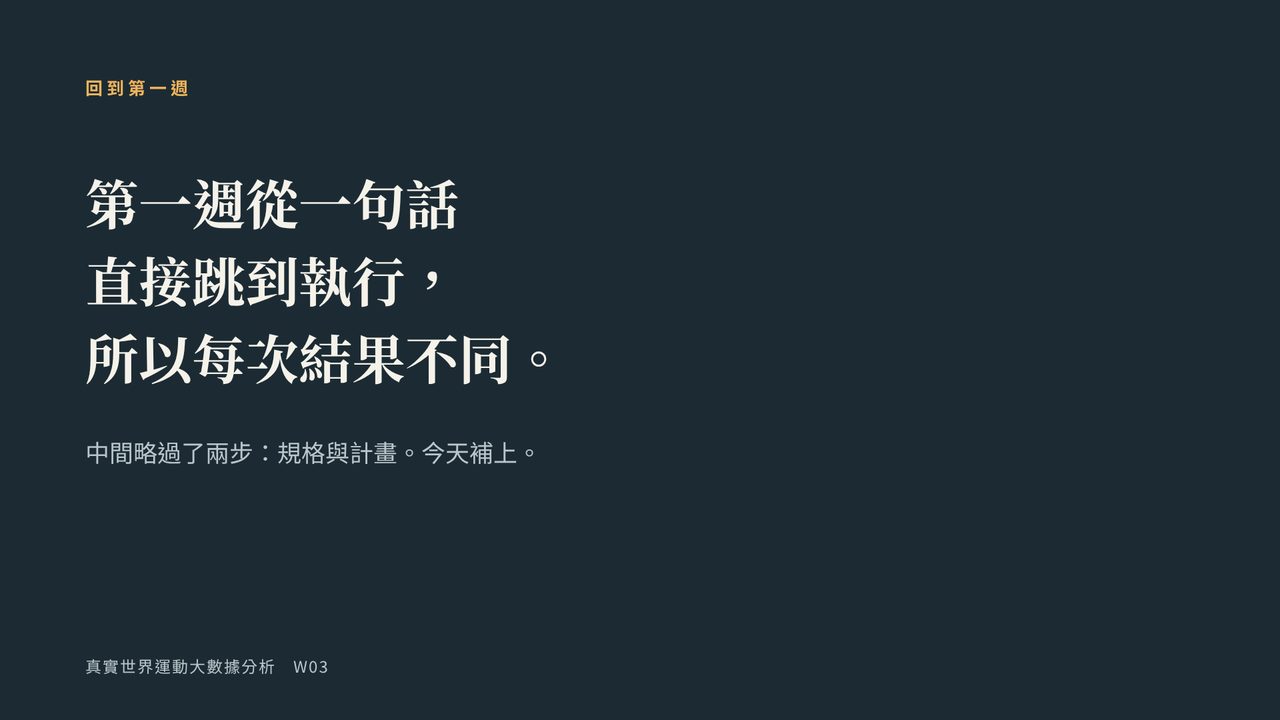 回到第一週
第一週從一句話
直接跳到執行，
所以每次結果不同。
中間略過了兩步：規格與計畫。今天補上。
真實世界運動大數據分析　W03